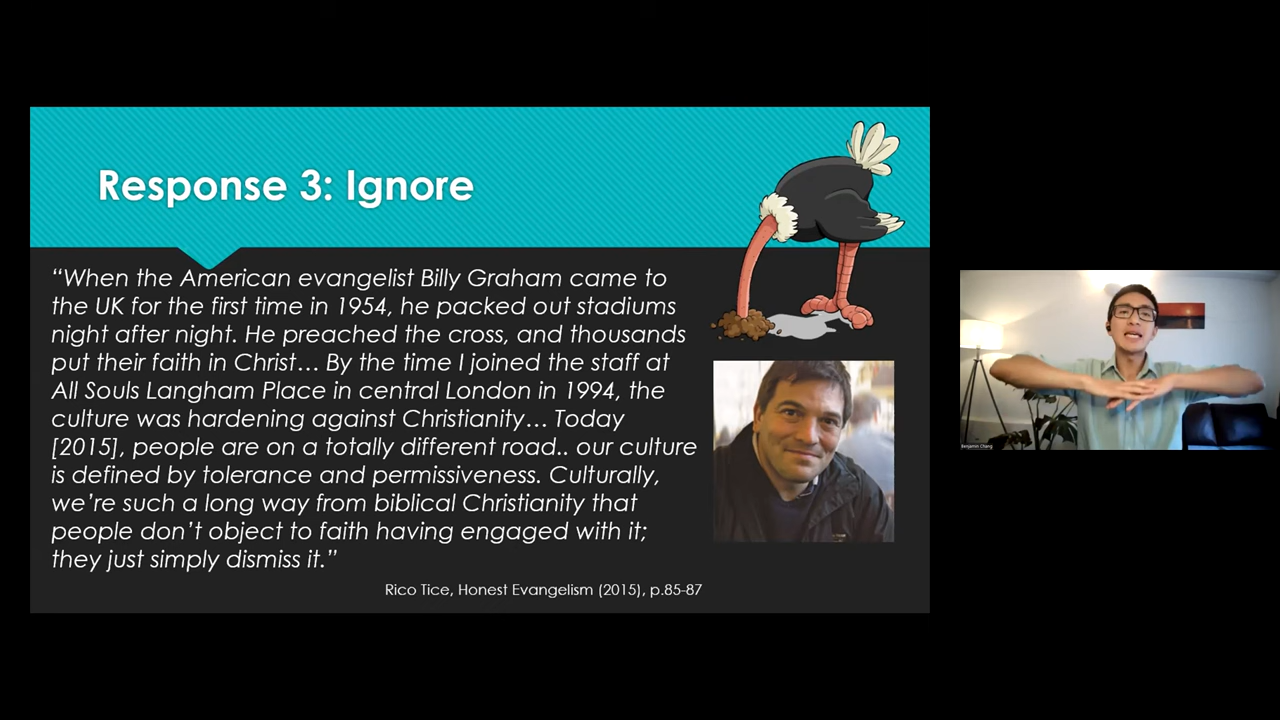 Response 3: Ignore
“When the American evangelist Billy Graham came to
the UK for the first time in 1954, he packed out stadiums
night after night. He preached the cross, and thousands
put their faith in Christ… By the time I joined the staff at
All Souls Langham Place in central London in 1994, the
culture was hardening against Christianity… Today
[2015], people are on a totally different road.. our culture
is defined by tolerance and permissiveness. Culturally,
we’re such a long way from biblical Christianity that
people don’t object to faith having engaged with it;
they just simply dismiss it.”
Rico Tice, Honest Evangelism (2015), p.85-87
Benjamin Chang